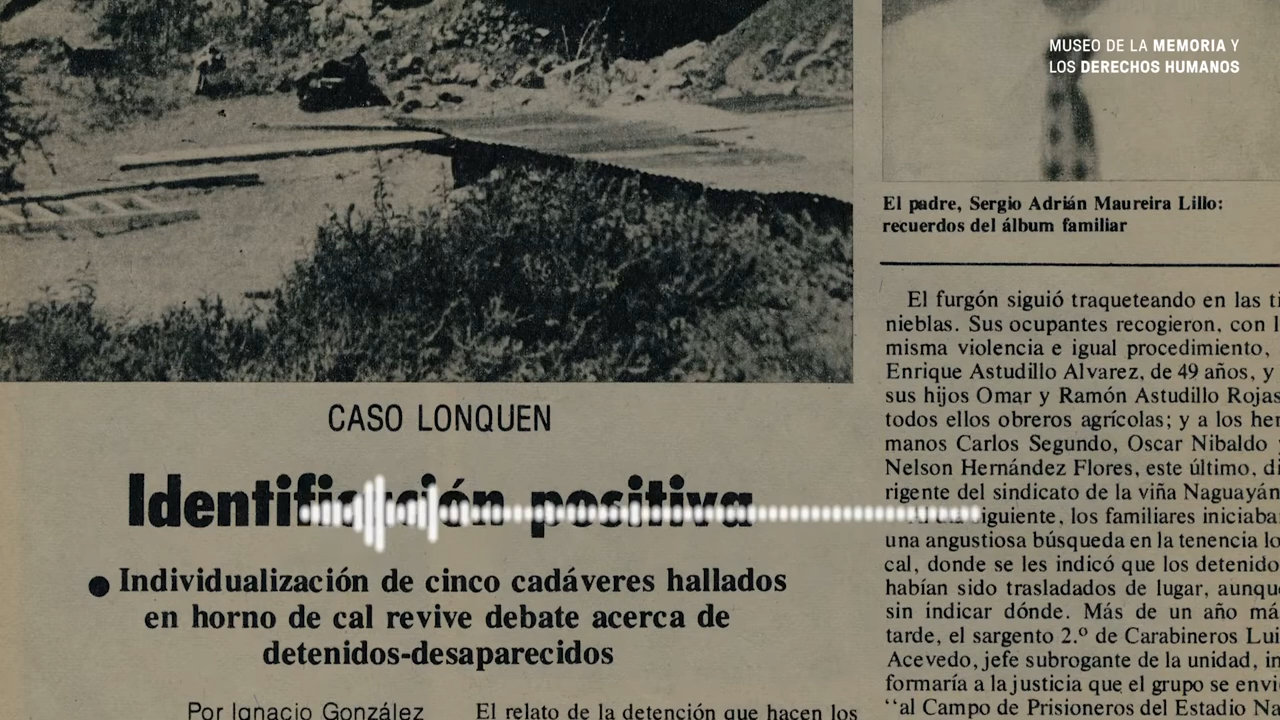 MUSEO DE LA MEMORIA Y
LOS DERECHOS HUMANOS
El padre, Sergio Adrián Maureira Lillo:
recuerdos del álbum familiar
CASO LONQUEN
Identificación positiva
● Individualización de cinco cadáveres hallados
en horno de cal revive debate acerca de
detenidos-desaparecidos
Por Ignacio González
El relato de la detención que hacen los
El furgón siguió traqueteando en las ti
nieblas. Sus ocupantes recogieron, con l
misma violencia e igual procedimiento,
Enrique Astudillo Alvarez, de 49 años, y
sus hijos Omar y Ramón Astudillo Rojas
todos ellos obreros agrícolas; y a los her
manos Carlos Segundo, Oscar Nibaldo y
Nelson Hernández Flores, este último, di
rigente del sindicato de la viña Naguayán
Al día siguiente, los familiares iniciaba
una angustiosa búsqueda en la tenencia lo
cal, donde se les indicó que los detenido
habían sido trasladados de lugar, aunque
sin indicar dónde. Más de un año má
tarde, el sargento 2.º de Carabineros Lui
Acevedo, jefe subrogante de la unidad, in
formaría a la justicia que el grupo se envi
“al Campo de Prisioneros del Estadio Na